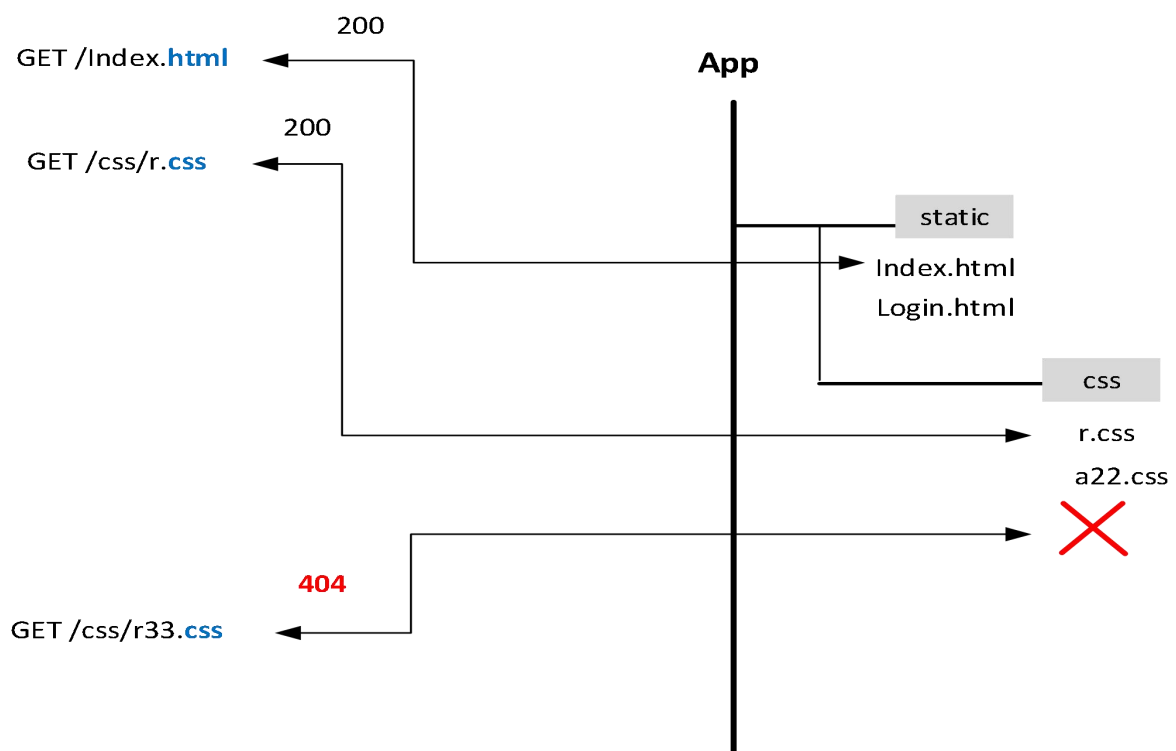 200
GET /Index.html
App
200
GET /css/r.css
static
Index.html
Login.html
css
r.css
a22.css
404
GET /css/r33.css